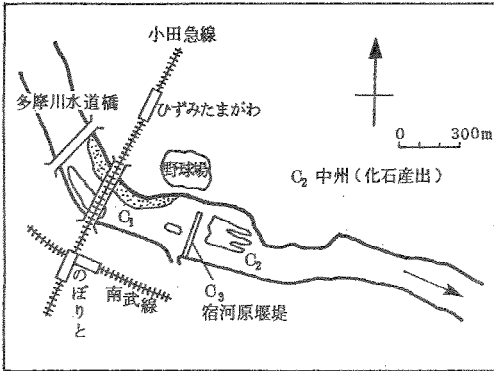 小田急線
多摩川水道橋
ひずみたまがわ
野球場
0 300m
C₂ 中州(化石産出)
C₁
C₂
C₃
宿河原堰堤
のぼりと
南武線